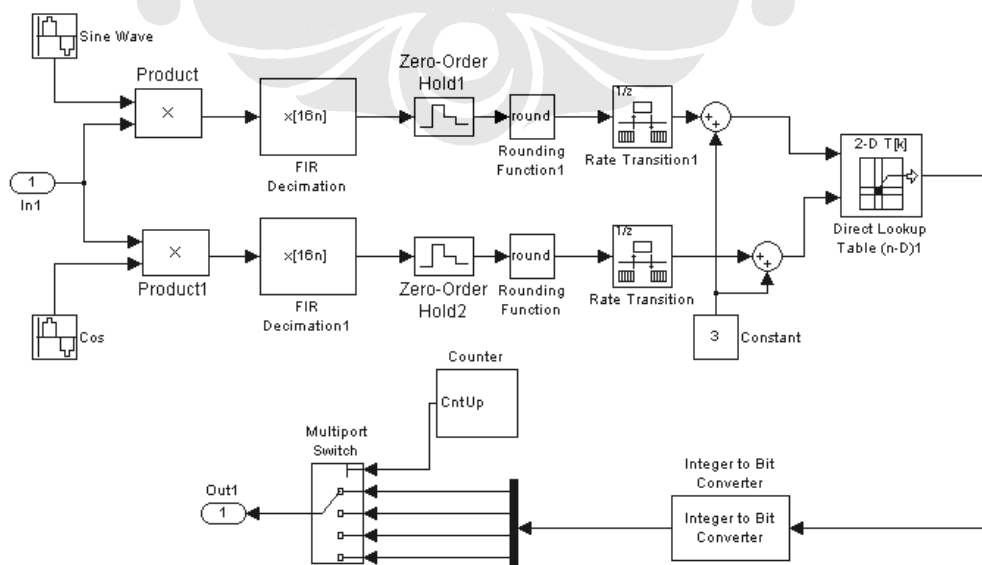 Sine Wave
Product
×
x[16n]
FIR
Decimation
Zero-Order
Hold1
round
Rounding
Function1
1/z
Rate Transition1
+
+
2-D T[k]
Direct Lookup
Table (n-D)1
1
In1
×
Product1
x[16n]
FIR
Decimation1
Zero-Order
Hold2
round
Rounding
Function
1/z
Rate Transition
+
+
Cos
3
Constant
Counter
CntUp
Multiport
Switch
Out1
1
Integer to Bit
Converter
Integer to Bit
Converter